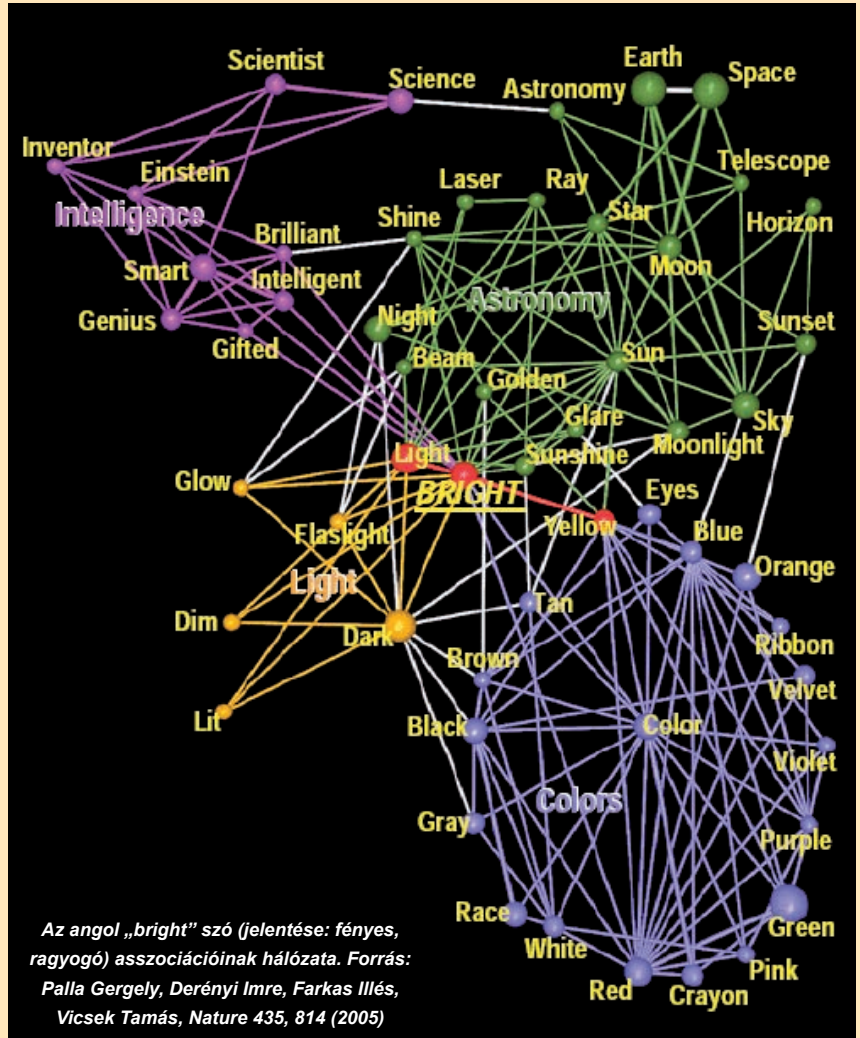 Earth
Scientist
Space
Science
Astronomy
Inventor
Einstein
Telescope
Laser
Ray
Intelligence
Shine
Star
Horizon
Brilliant
Smart
Moon
Intelligent
Astronomy
Genius
Night
Sunset
Gifted
Beam
Sun
Golden
Glare
Sky
Light
Sunshine
Moonlight
Glow
BRIGHT
Eyes
Flaslight
Yellow
Blue
Orange
Light
Tan
Dim
Dark
Ribbon
Brown
Velvet
Lit
Black
Color
Violet
Colors
Gray
Purple
Race
Green
White
Pink
Red
Crayon
Az angol „bright” szó (jelentése: fényes,
ragyogó) asszociációinak hálózata. Forrás:
Palla Gergely, Derényi Imre, Farkas Illés,
Vicsek Tamás, Nature 435, 814 (2005)